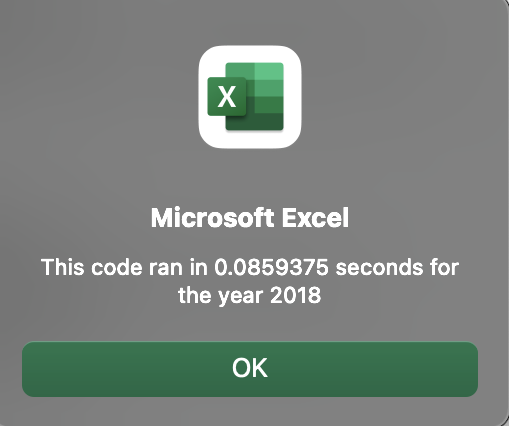 X
Microsoft Excel
This code ran in 0.0859375 seconds for
the year 2018
OK